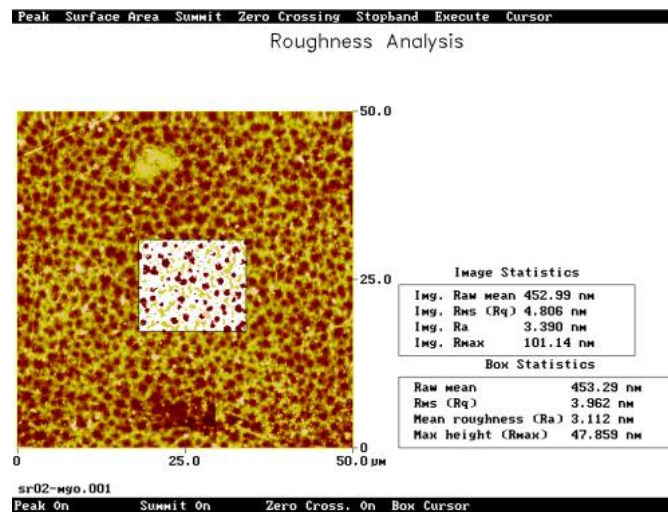 Peak Surface Area Summit Zero Crossing Stopband Execute Cursor
Roughness Analysis
50.0
25.0
0
0 25.0 50.0 µm
Image Statistics
Img. Raw mean 452.99 nm
Img. Rms (Rq) 4.806 nm
Img. Ra 3.390 nm
Img. Rmax 101.14 nm
Box Statistics
Raw mean 453.29 nm
Rms (Rq) 3.962 nm
Mean roughness (Ra) 3.112 nm
Max height (Rmax) 47.859 nm
sr02-mgo.001
Peak On Summit On Zero Cross. On Box Cursor